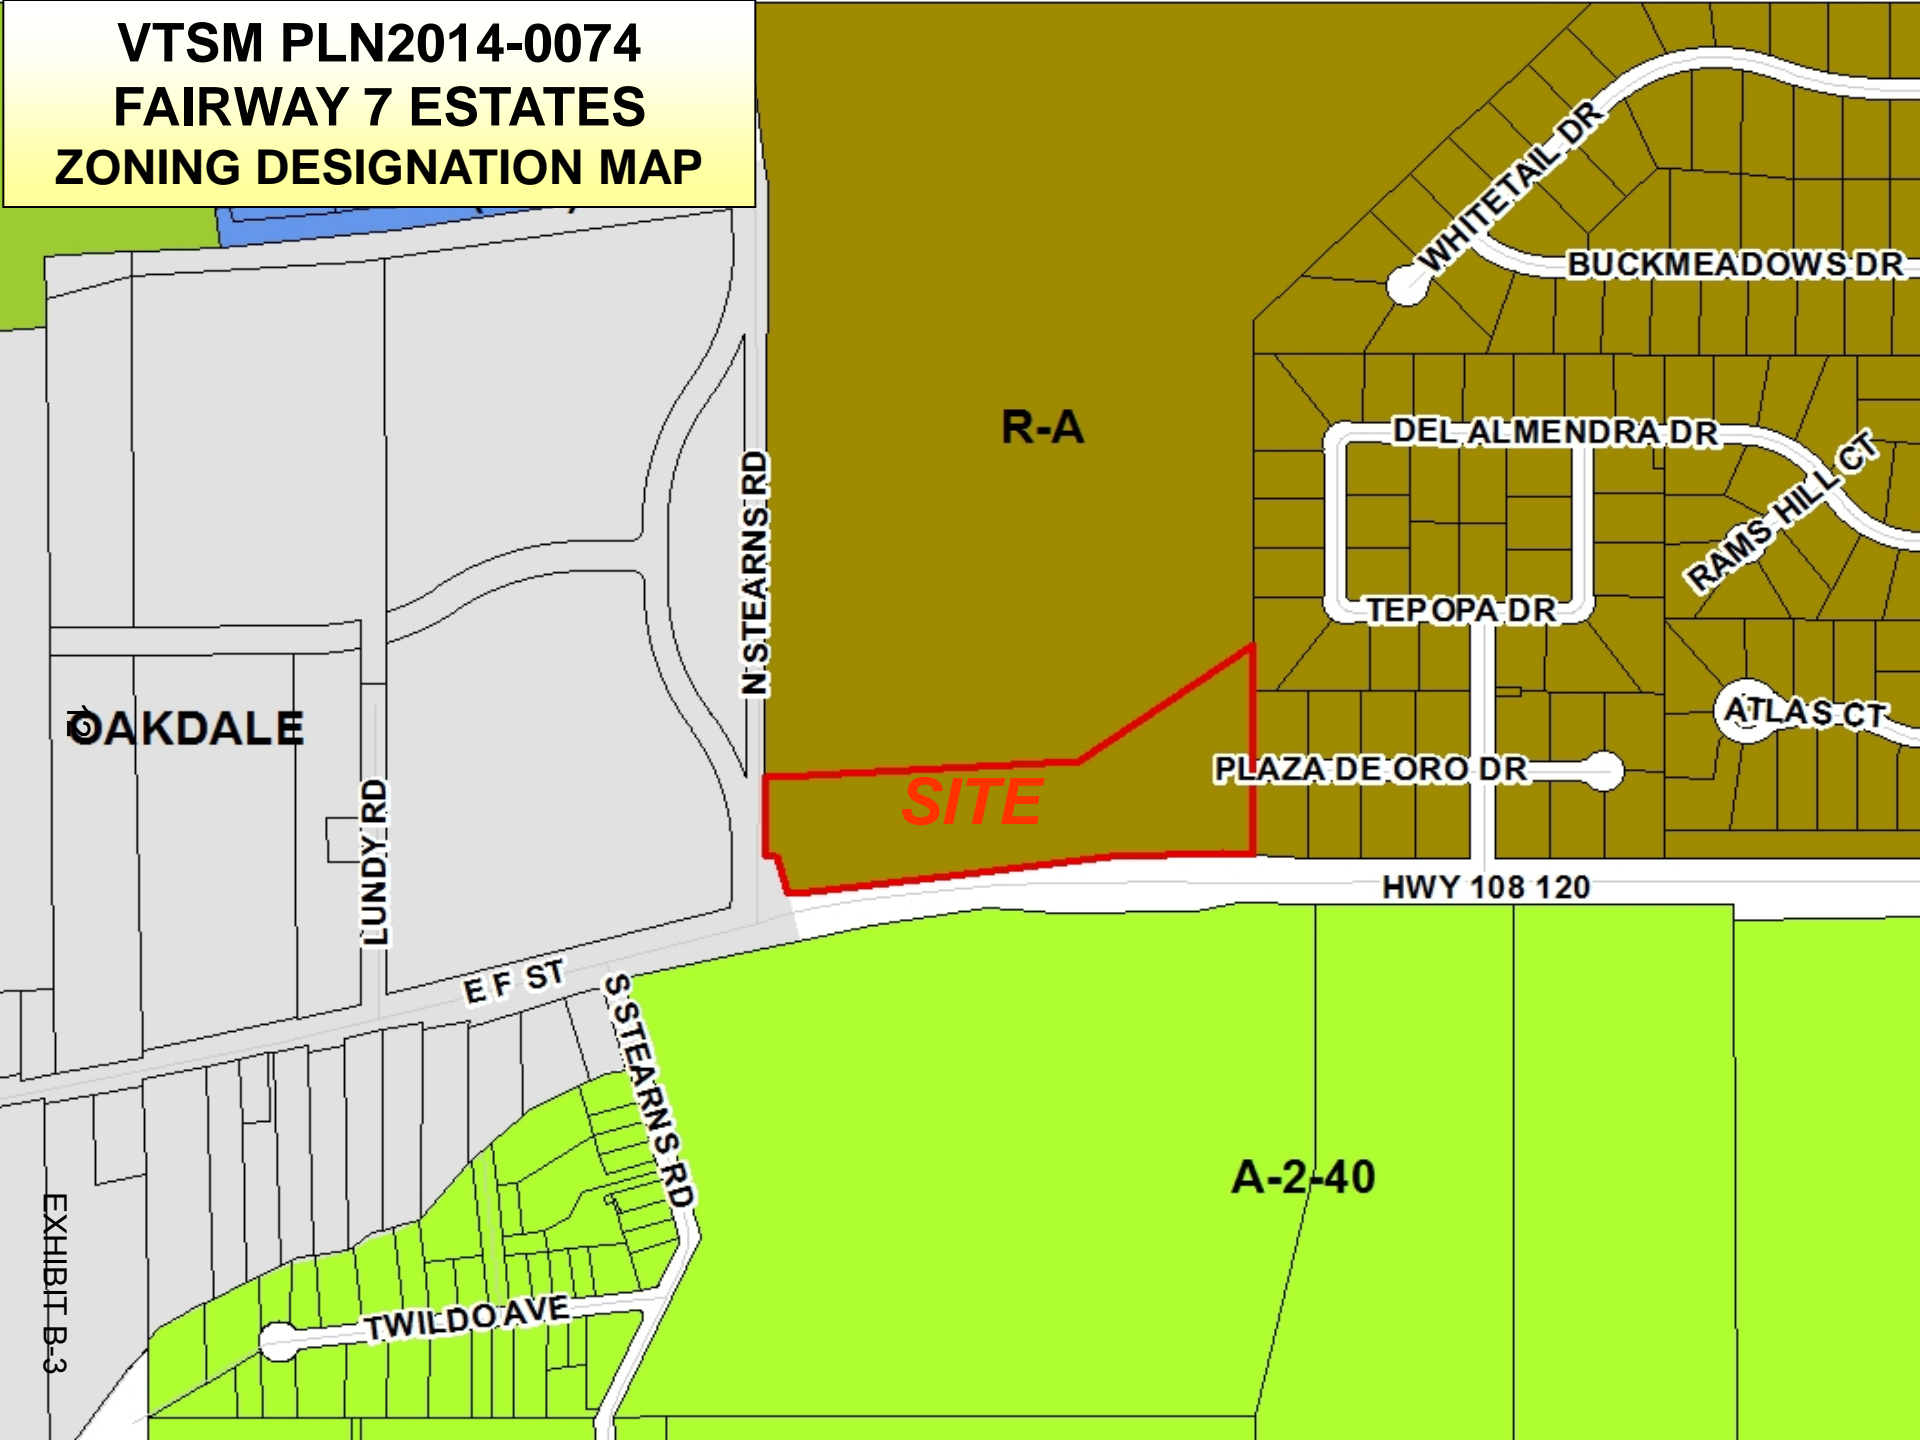 VTSM PLN2014-0074
FAIRWAY 7 ESTATES
ZONING DESIGNATION MAP
WHITETAIL DR
BUCKMEADOWS DR
R-A
DEL ALMENDRA DR
RAMS HILL CT
N STEARNS RD
TEPOPA DR
OAKDALE
12
ATLAS CT
PLAZA DE ORO DR
SITE
LUNDY RD
HWY 108 120
E F ST
S STEARNS RD
A-2-40
TWILDO AVE
EXHIBIT B-3